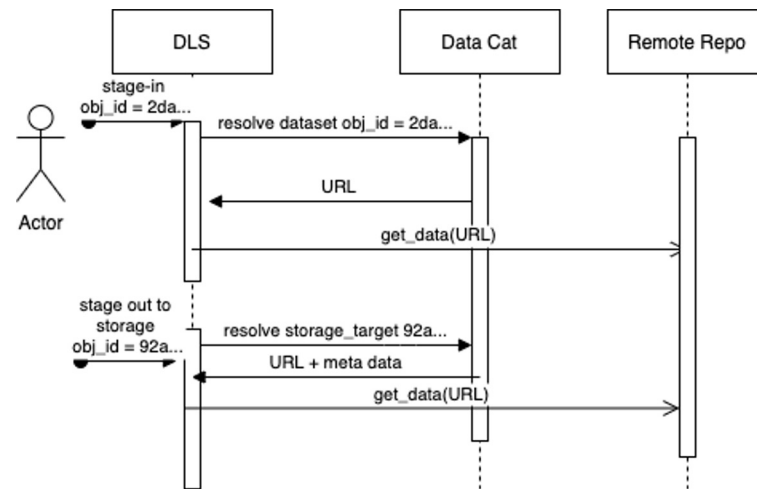 DLS
Data Cat
Remote Repo
stage-in
obj_id = 2da...
resolve dataset obj_id = 2da...
Actor
URL
get_data(URL)
stage out to
storage
obj_id = 92a...
resolve storage_target 92a...
URL + meta data
get_data(URL)